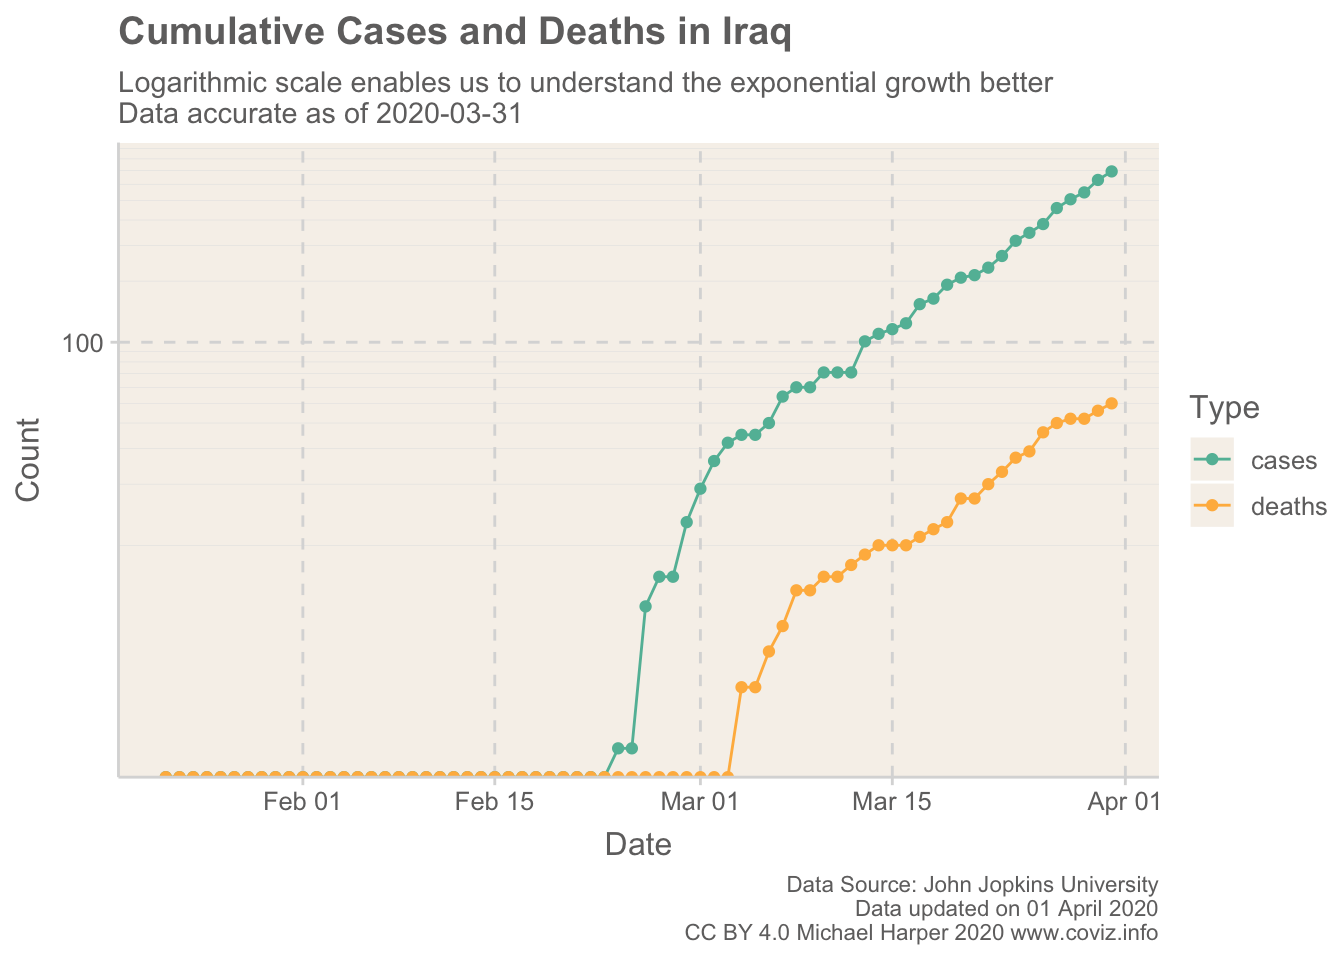 Cumulative Cases and Deaths in Iraq
Logarithmic scale enables us to understand the exponential growth better
Data accurate as of 2020-03-31
100
Count
Type
cases
deaths
Feb 01
Feb 15
Mar 01
Mar 15
Apr 01
Date
Data Source: John Jopkins University
Data updated on 01 April 2020
CC BY 4.0 Michael Harper 2020 www.coviz.info